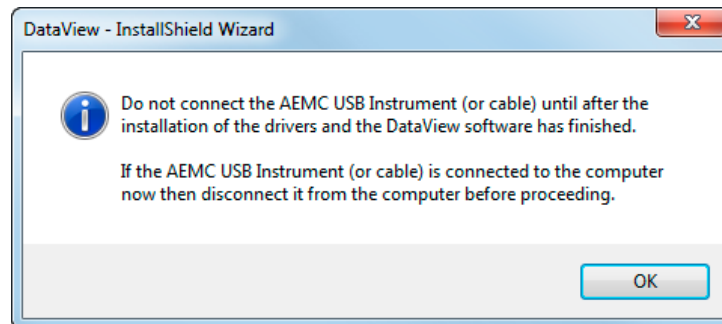 DataView - InstallShield Wizard
Do not connect the AEMC USB Instrument (or cable) until after the
installation of the drivers and the DataView software has finished.
If the AEMC USB Instrument (or cable) is connected to the computer
now then disconnect it from the computer before proceeding.
OK